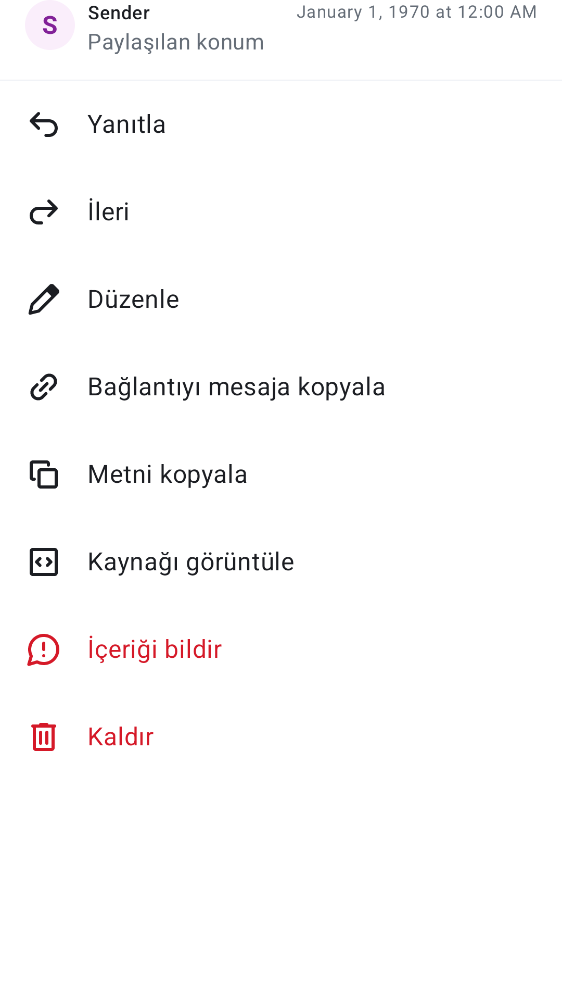 S
Sender
January 1, 1970 at 12:00 AM
Paylaşılan konum
Yanıtla
İleri
Düzenle
Bağlantıyı mesaja kopyala
Metni kopyala
Kaynağı görüntüle
İçeriği bildir
Kaldır